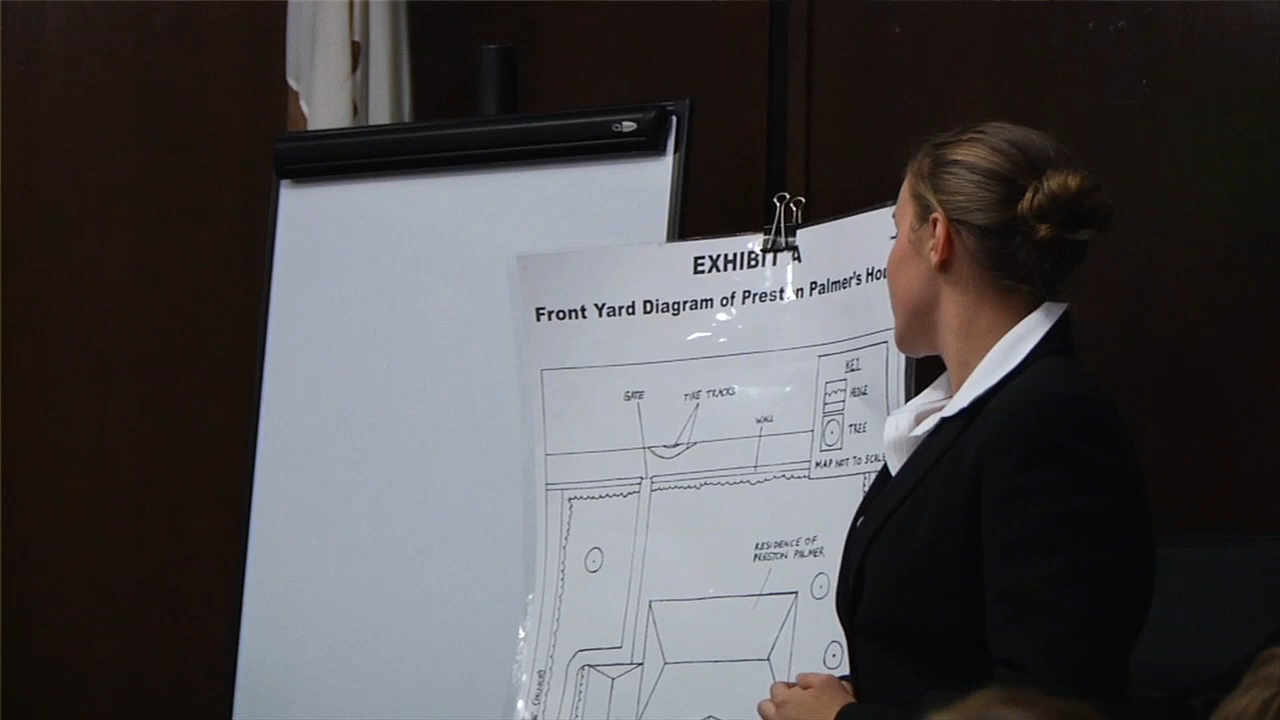 EXHIBIT A
Front Yard Diagram of Preston Palmer's Hou
KEY
GATE
TIRE TRACKS
HEDGE
WALL
TREE
MAP NOT TO SCALE
RESIDENCE OF
PRESTON PALMER